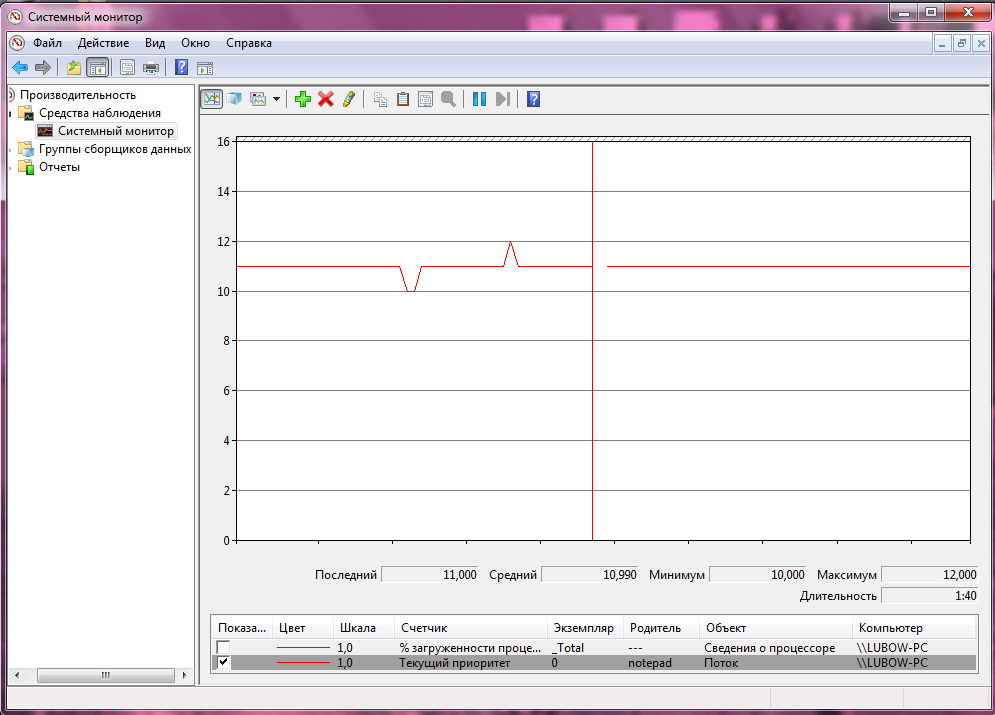 Системный монитор
Файл Действие Вид Окно Справка
Производительность
Средства наблюдения
Системный монитор
Группы сборщиков данных
Отчеты
16
14
12
10
8
6
4
2
0
Последний 11,000 Средний 10,990 Минимум 10,000 Максимум 12,000
Длительность 1:40
Показа... Цвет Шкала Счетчик Экземпляр Родитель Объект Компьютер
1,0 % загруженности проце... _Total --- Сведения о процессоре \\LUBOW-PC
1,0 Текущий приоритет 0 notepad Поток \\LUBOW-PC